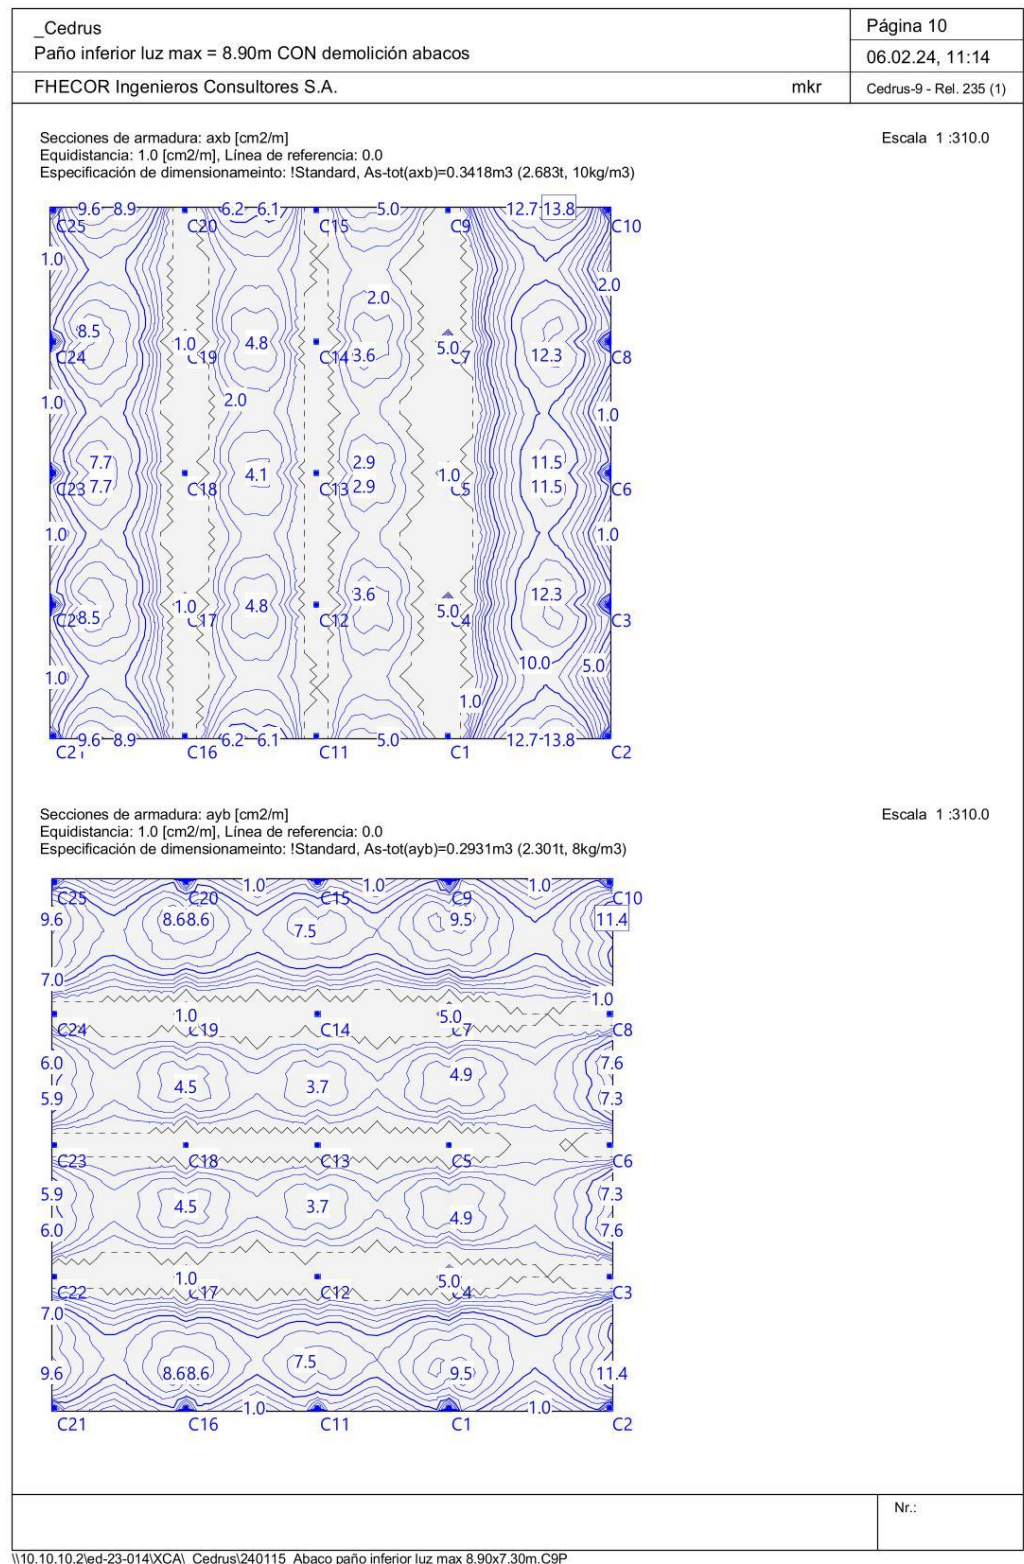 _Cedrus
Página 10
Paño inferior luz max = 8.90m CON demolición abacos
06.02.24, 11:14
FHECOR Ingenieros Consultores S.A. mkr
Cedrus-9 - Rel. 235 (1)
Secciones de armadura: axb [cm2/m] Escala 1 :310.0
Equidistancia: 1.0 [cm2/m], Línea de referencia: 0.0
Especificación de dimensionameinto: !Standard, As-tot(axb)=0.3418m3 (2.683t, 10kg/m3)
9.6 8.9 6.2 6.1 5.0 12.7 13.8
C25 C20 C15 C9 C10
1.0
2.0
2.0
8.5 1.0 4.8 3.6 5.0 12.3
C24 C19 C14 C7 C8
1.0 2.0 1.0
7.7 4.1 2.9 1.0 11.5
C23 7.7 C18 C13 2.9 C5 11.5 C6
1.0 1.0
1.0 4.8 3.6 5.0 12.3
8.5 C17 C12 C4 C3
1.0 10.0 5.0
1.0
9.6 8.9 6.2 6.1 5.0 12.7 13.8
C21 C16 C11 C1 C2
Secciones de armadura: ayb [cm2/m] Escala 1 :310.0
Equidistancia: 1.0 [cm2/m], Línea de referencia: 0.0
Especificación de dimensionameinto: !Standard, As-tot(ayb)=0.2931m3 (2.301t, 8kg/m3)
1.0 1.0 1.0
C25 C20 C15 C9 C10
9.6 8.6 8.6 7.5 9.5 11.4
7.0
1.0
1.0 5.0
C24 C19 C14 C7 C8
6.0 7.6
4.5 3.7 4.9
5.9 7.3
C23 C18 C13 C5 C6
5.9 7.3
4.5 3.7 4.9
6.0 7.6
1.0 5.0
C22 C17 C12 C4 C3
7.0
9.6 8.6 8.6 7.5 9.5 11.4
1.0 1.0
C21 C16 C11 C1 C2
Nr.:
\\10.10.10.2\ed-23-014\XCA\_Cedrus\240115_Abaco paño inferior luz max 8.90x7.30m.C9P